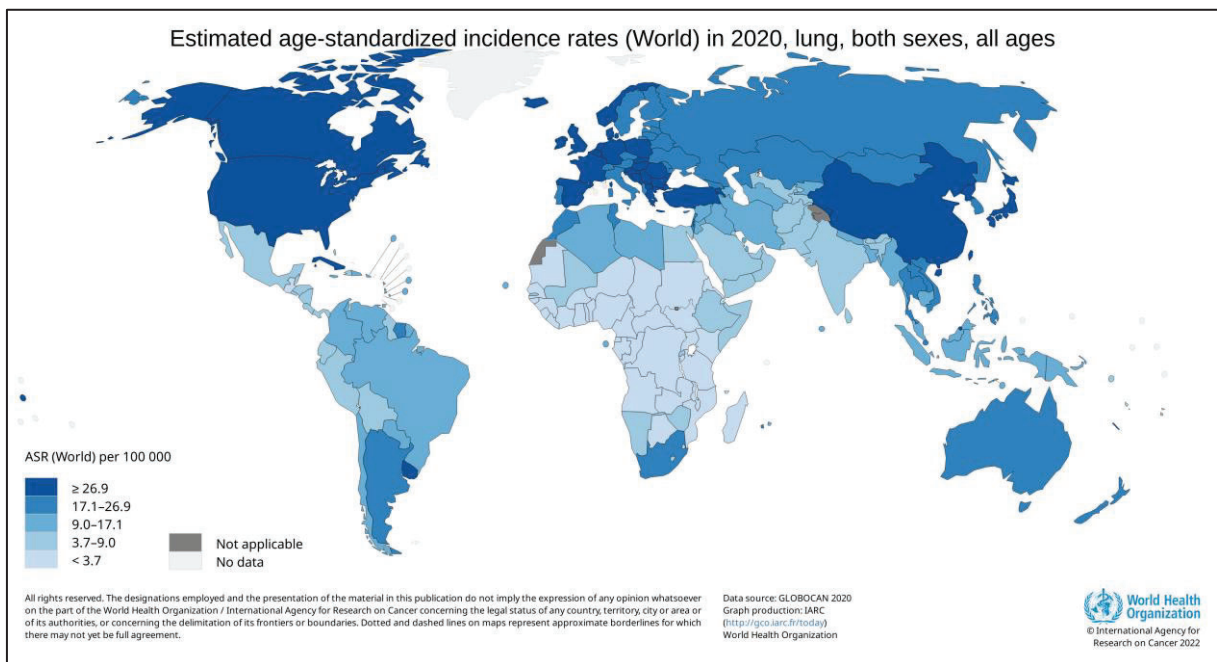 Estimated age-standardized incidence rates (World) in 2020, lung, both sexes, all ages
ASR (World) per 100 000
≥ 26.9
17.1–26.9
9.0–17.1
3.7–9.0
< 3.7
Not applicable
No data
All rights reserved. The designations employed and the presentation of the material in this publication do not imply the expression of any opinion whatsoever
on the part of the World Health Organization / International Agency for Research on Cancer concerning the legal status of any country, territory, city or area or
of its authorities, or concerning the delimitation of its frontiers or boundaries. Dotted and dashed lines on maps represent approximate borderlines for which
there may not yet be full agreement.
Data source: GLOBOCAN 2020
Graph production: IARC
(http://gco.iarc.fr/today)
World Health Organization
World Health
Organization
© International Agency for
Research on Cancer 2022